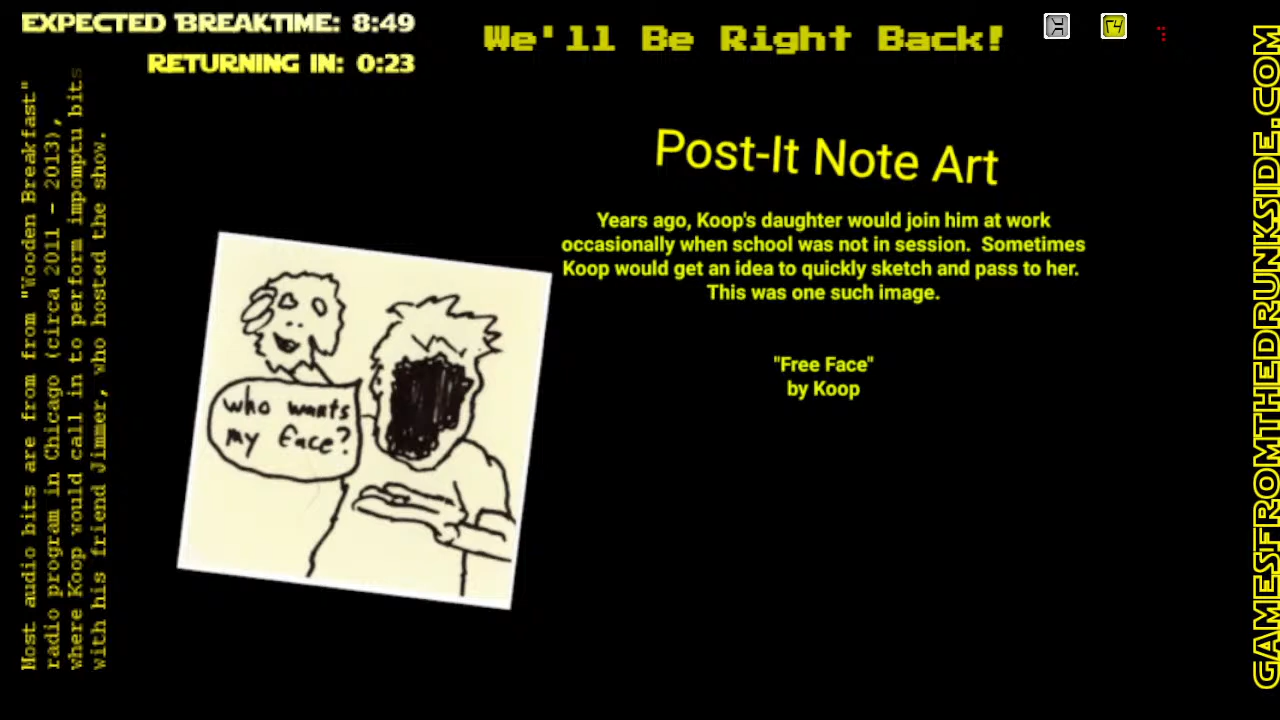 EXPECTED BREAKTIME: 8:49
RETURNING IN: 0:23
We'll Be Right Back!
Most audio bits are from from "Wooden Breakfast"
radio program in Chicago (circa 2011 - 2013),
where Koop would call in to perform impomptu bits
with his friend Jimmer, who hosted the show.
Post-It Note Art
Years ago, Koop's daughter would join him at work
occasionally when school was not in session. Sometimes
Koop would get an idea to quickly sketch and pass to her.
This was one such image.
"Free Face"
by Koop
who wants
my face?
GAMESFROMTHEDRUNKSIDE.COM